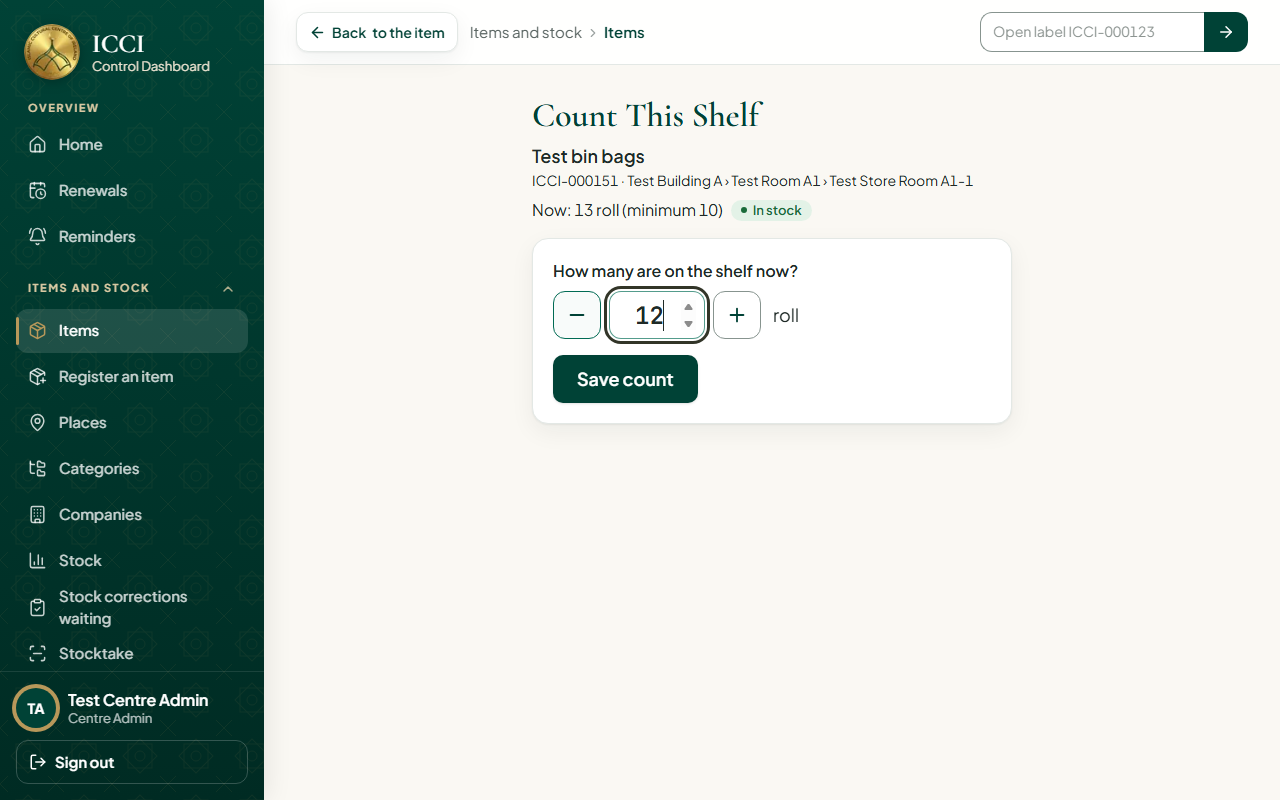 ICCI
Control Dashboard
OVERVIEW
Home
Renewals
Reminders
ITEMS AND STOCK
Items
Register an item
Places
Categories
Companies
Stock
Stock corrections
waiting
Stocktake
TA
Test Centre Admin
Centre Admin
Sign out
Back to the item
Items and stock › Items
Open label ICCI-000123
Count This Shelf
Test bin bags
ICCI-000151 · Test Building A › Test Room A1 › Test Store Room A1-1
Now: 13 roll (minimum 10)
In stock
How many are on the shelf now?
− 12 + roll
Save count